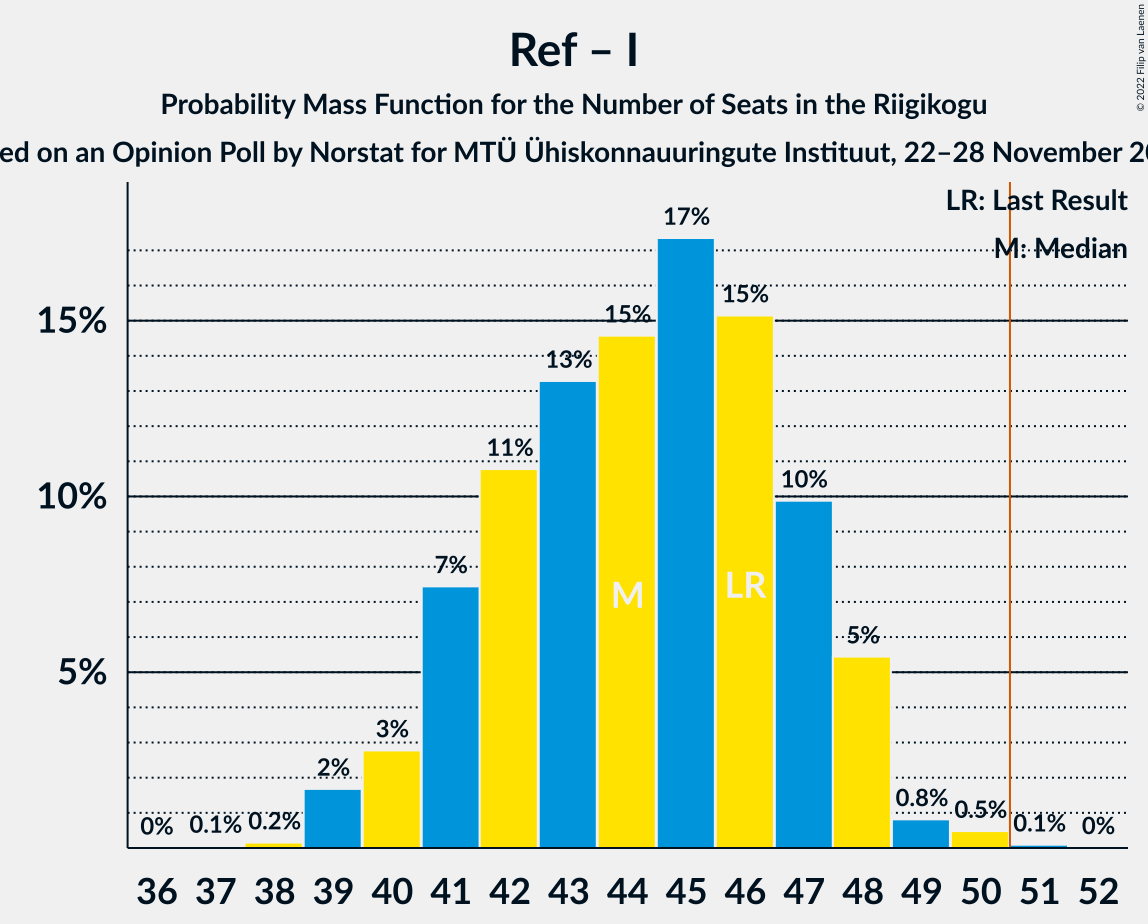 Ref – I
Probability Mass Function for the Number of Seats in the Riigikogu
on an Opinion Poll by Norstat for MTÜ Ühiskonnauuringute Instituut, 22–28 November
© 2022 Filip van Laenen
LR: Last Result
M: Median
15%
10%
5%
0% 0.1% 0.2% 2% 3% 7% 11% 13% 15% 17% 15% 10% 5% 0.8% 0.5% 0.1% 0%
M LR
36 37 38 39 40 41 42 43 44 45 46 47 48 49 50 51 52